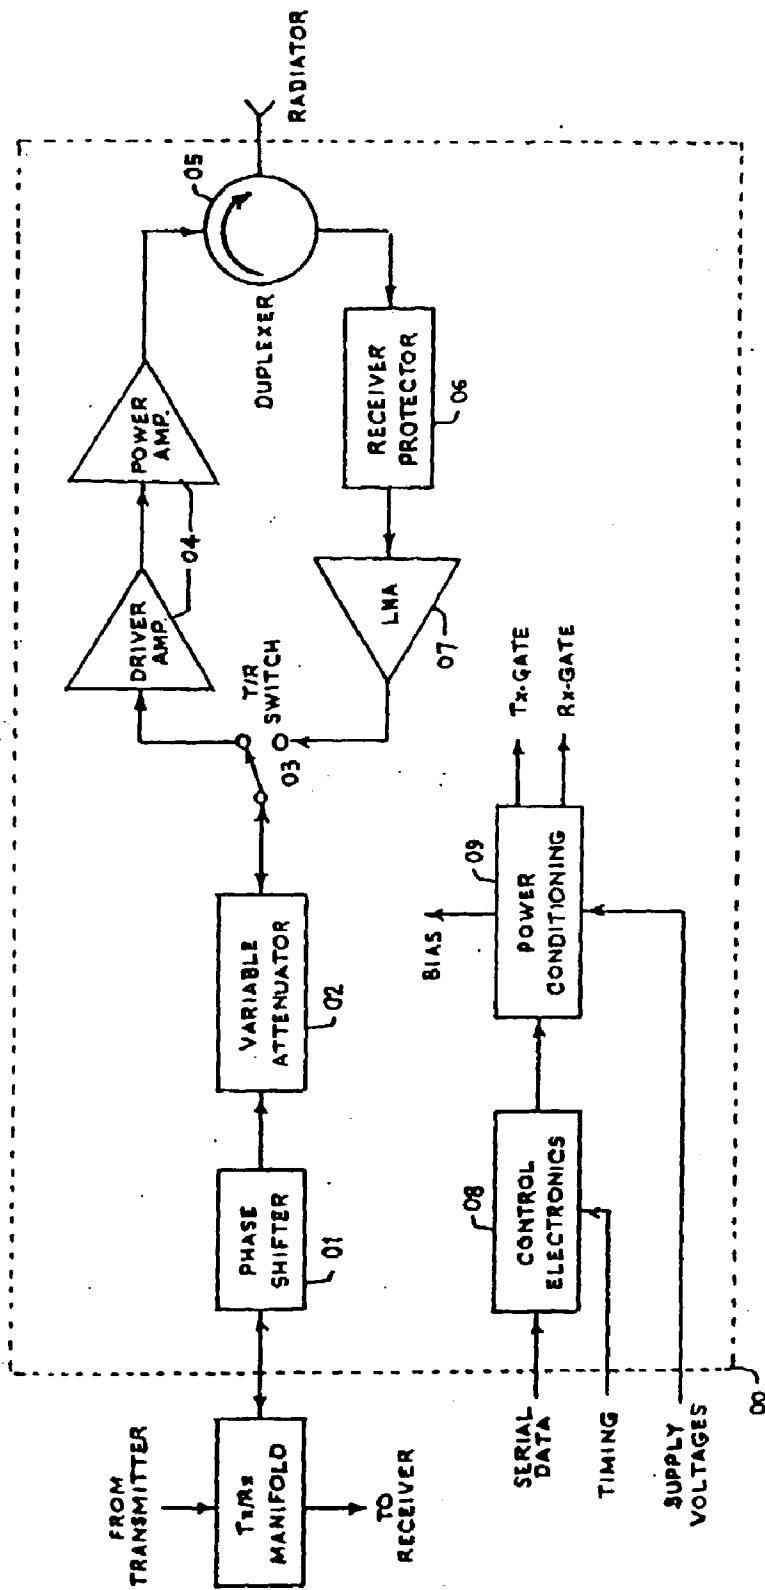 FROM
TRANSMITTER
Tx/Rx
MANIFOLD
TO
RECEIVER
PHASE
SHIFTER
01
VARIABLE
ATTENUATOR
02
T/R
SWITCH
03
DRIVER
AMP.
04
POWER
AMP.
DUPLEXER
05
RADIATOR
RECEIVER
PROTECTOR
06
LNA
07
SERIAL
DATA
TIMING
SUPPLY
VOLTAGES
CONTROL
ELECTRONICS
08
POWER
CONDITIONING
09
BIAS
Tx-GATE
Rx-GATE
00